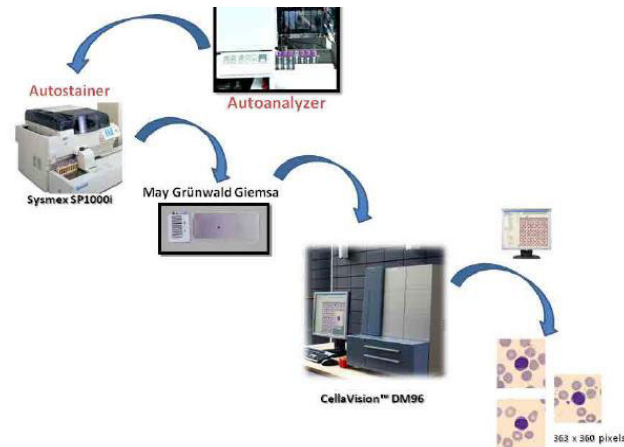 Autoanalyzer
Autostainer
Sysmex SP1000i
May Grünwald Giemsa
CellaVision™ DM96
363 x 360 pixels